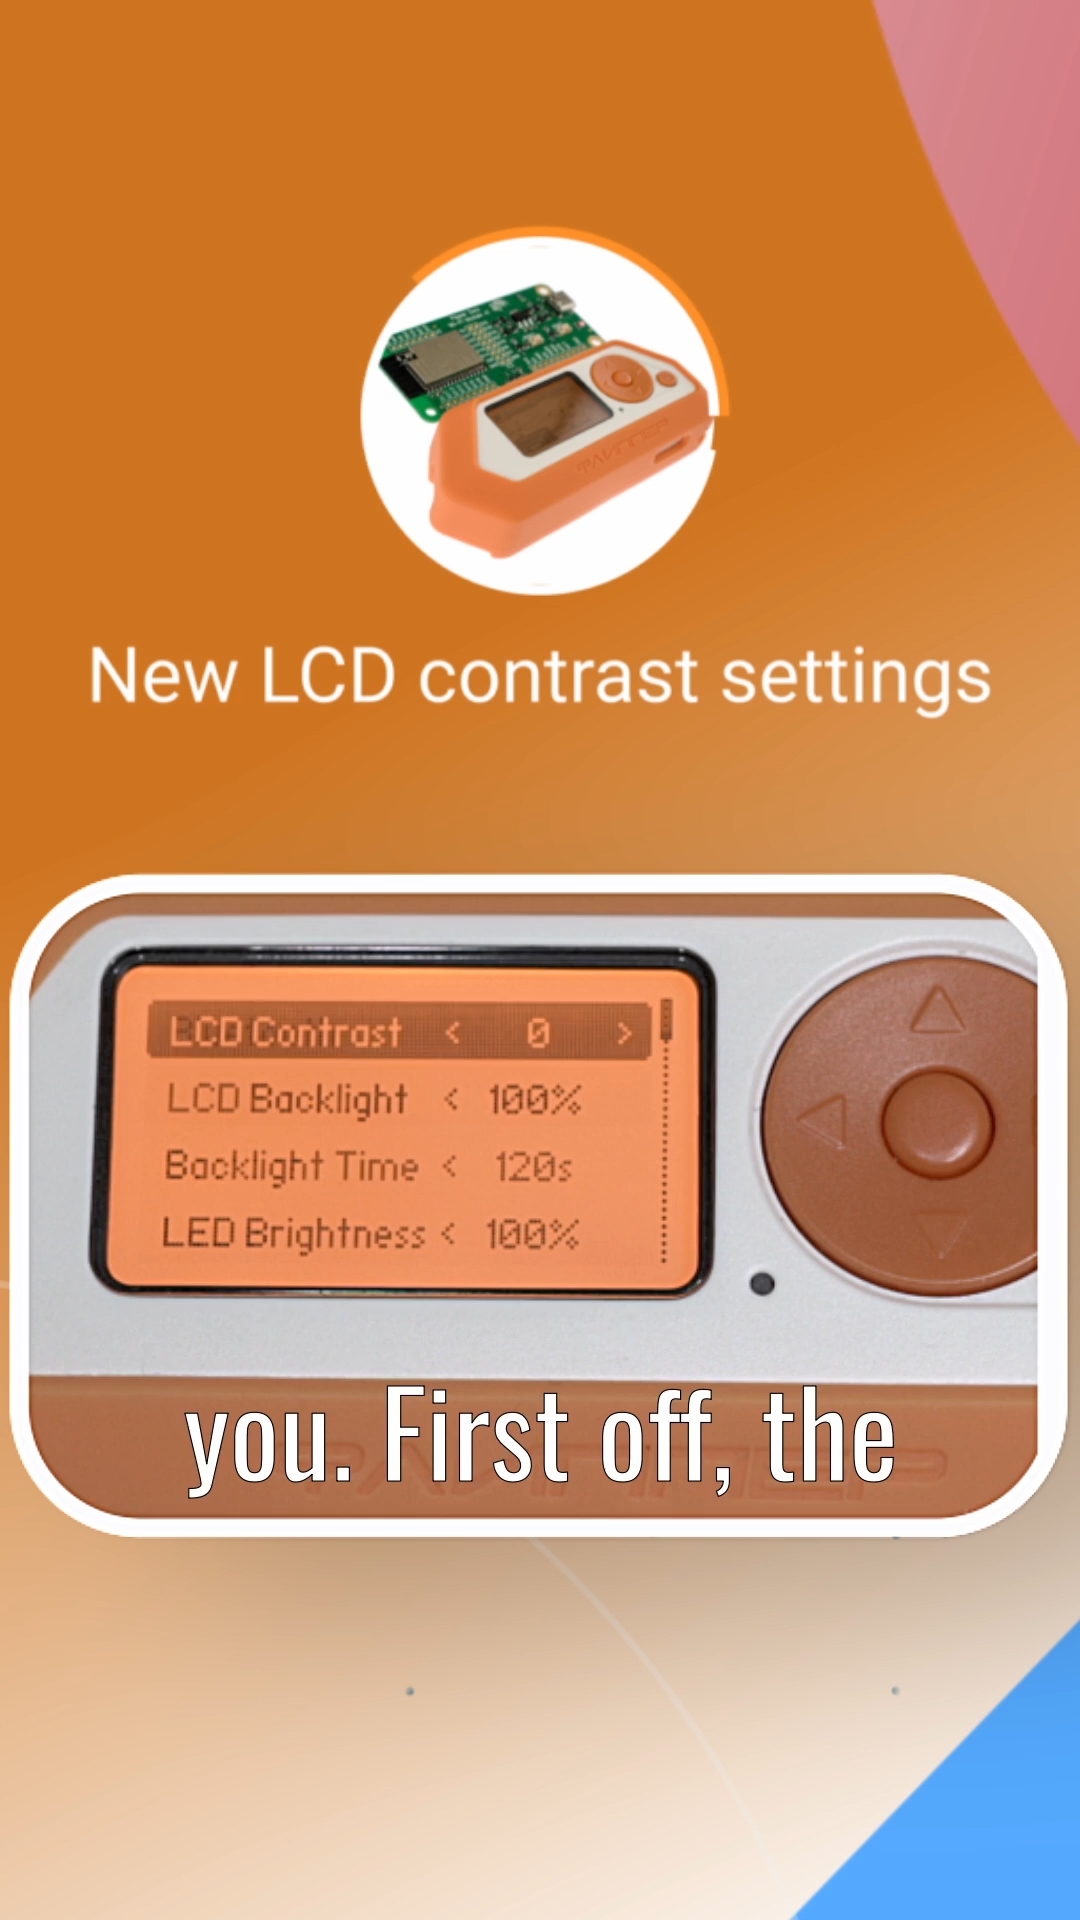 New LCD contrast settings
LCD Contrast < 0 >
LCD Backlight < 100%
Backlight Time < 120s
LED Brightness < 100%
you. First off, the